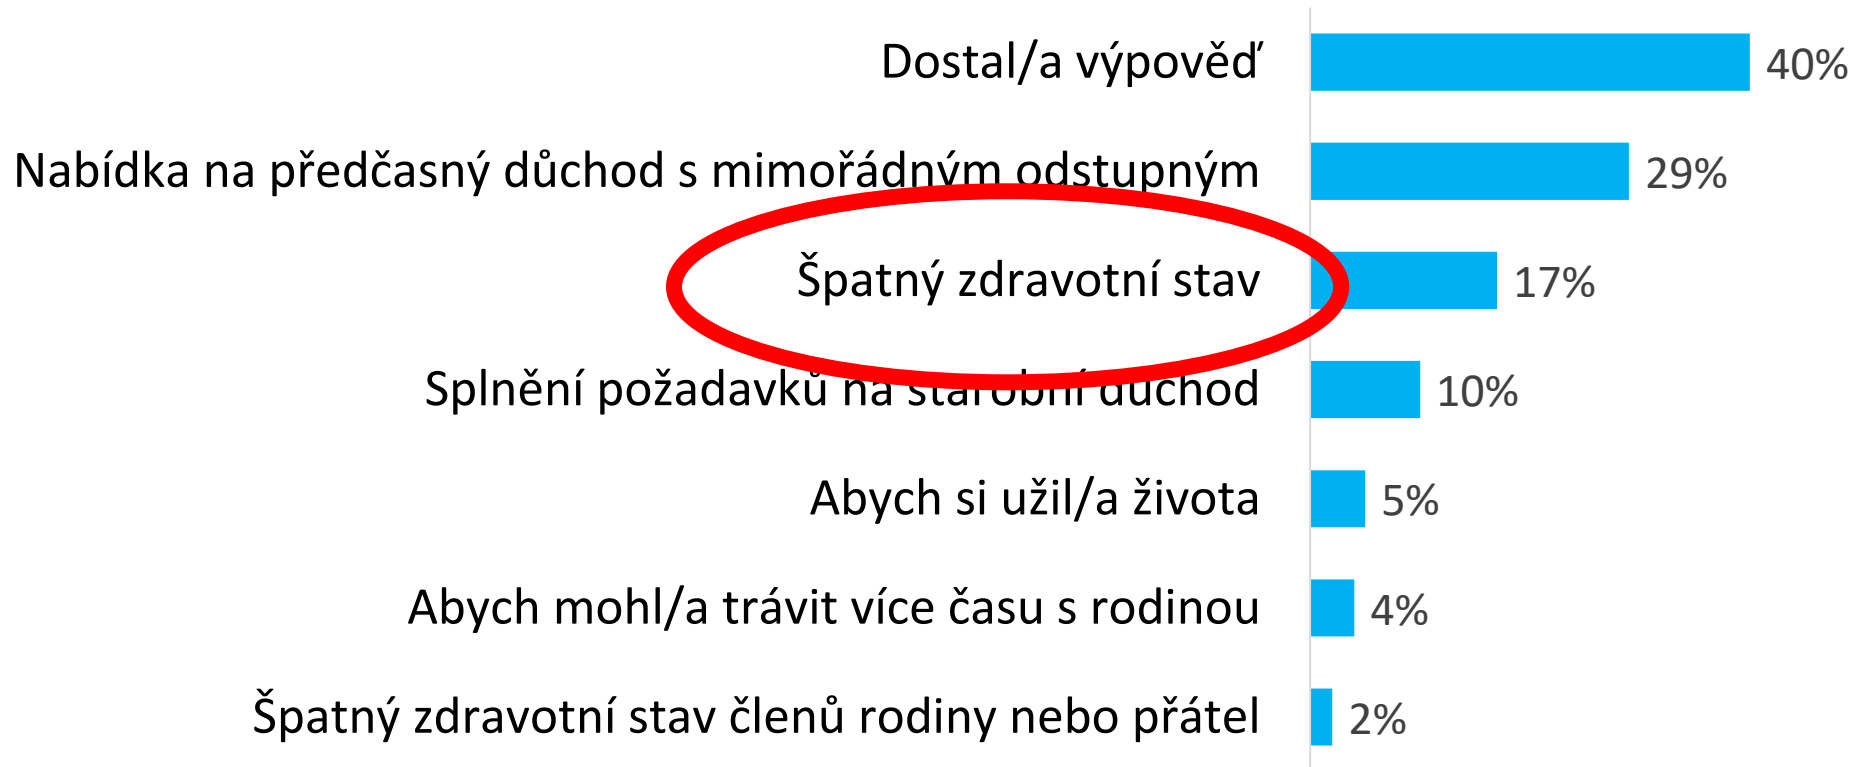 Dostal/a výpověď 40%
Nabídka na předčasný důchod s mimořádným odstupným 29%
Špatný zdravotní stav 17%
Splnění požadavků na starobní důchod 10%
Abych si užil/a života 5%
Abych mohl/a trávit více času s rodinou 4%
Špatný zdravotní stav členů rodiny nebo přátel 2%